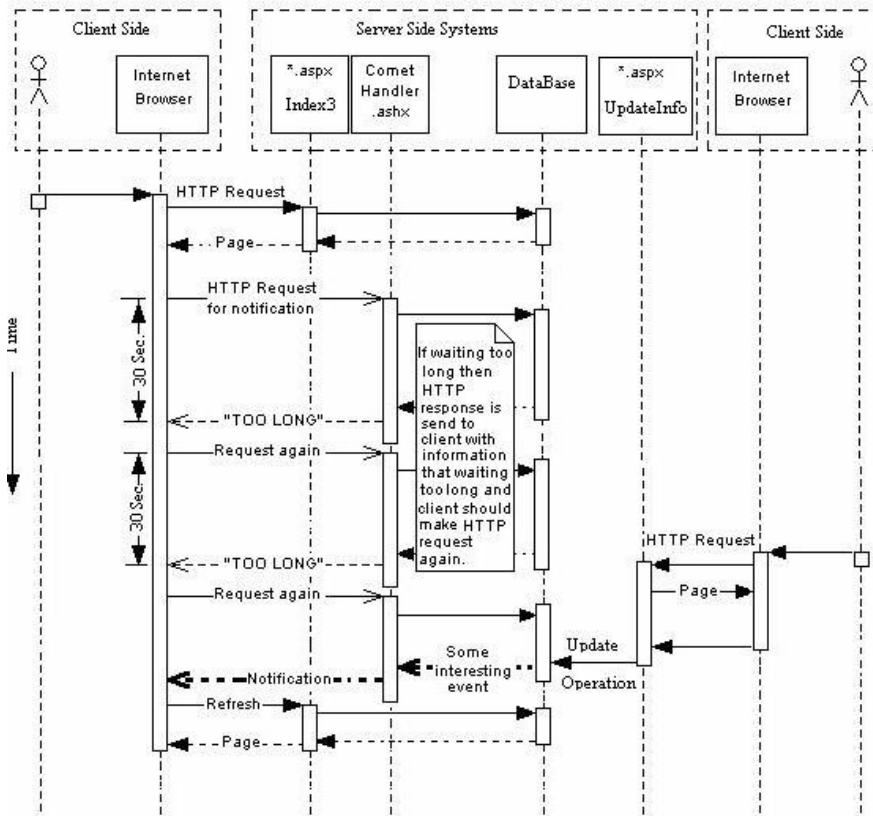 Client Side
Server Side Systems
Client Side
Internet
Browser
*.aspx
Index3
Comet
Handler
.ashx
DataBase
*.aspx
UpdateInfo
Internet
Browser
HTTP Request
Page
HTTP Request
for notification
Time
30 Sec.
If waiting too
long then
HTTP
response is
send to
client with
information
that waiting
too long and
client should
make HTTP
request
again.
"TOO LONG"
Request again
30 Sec.
HTTP Request
"TOO LONG"
Page
Request again
Update
Some
interesting
event
Notification
Operation
Refresh
Page